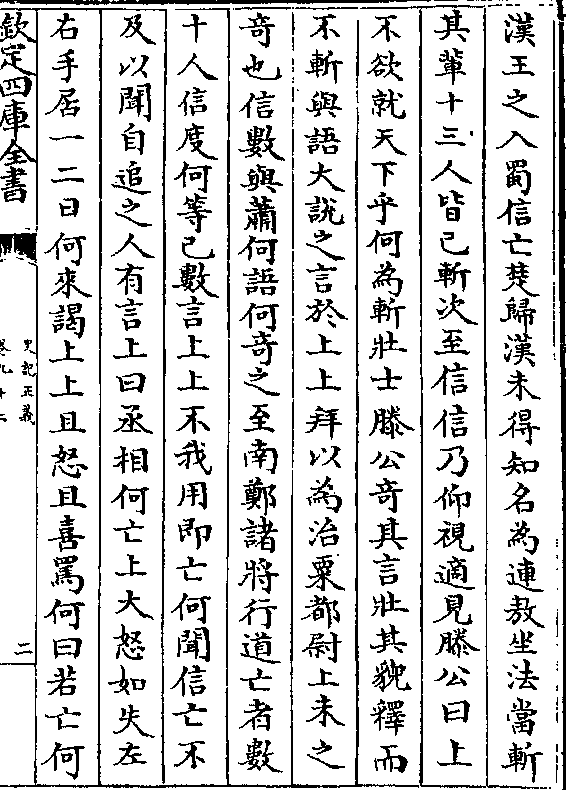 漢王之入蜀信亡楚歸漢未得知名為連敖坐法當斬
其輩十三人皆已斬次至信信乃仰視適見滕公曰上
不欲就天下乎何為斬壯士滕公奇其言壯其貌釋而
不斬與語大說之言於上上拜以為治粟都尉上未之
奇也信數與蕭何語何奇之至南鄭諸將行道亡者數
十人信度何等已數言上上不我用即亡何聞信亡不
及以聞自追之人有言上曰丞相何亡上大怒如失左
右手居一二日何來謁上上且怒且喜罵何曰若亡何
欽定四庫全書
史記正義
卷九十二
二